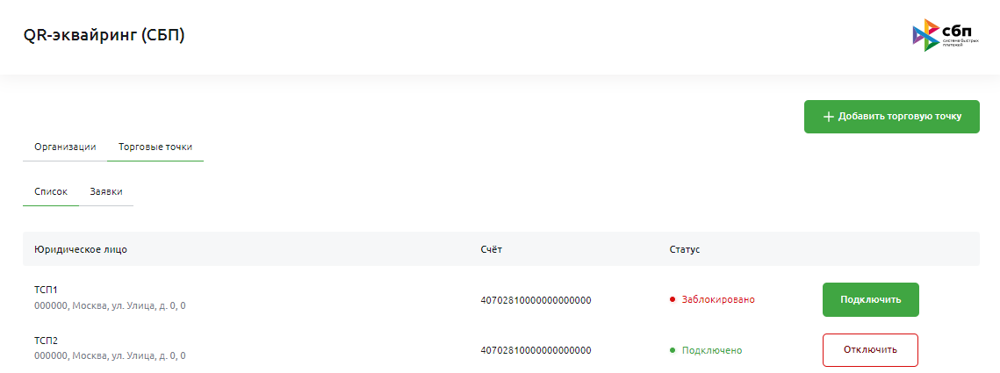 QR-эквайринг (СБП)
сбп
система быстрых
платежей
+ Добавить торговую точку
Организации Торговые точки
Список Заявки
Юридическое лицо Счёт Статус
ТСП1
000000, Москва, ул. Улица, д. 0, 0
40702810000000000000 Заблокировано Подключить
ТСП2
000000, Москва, ул. Улица, д. 0, 0
40702810000000000000 Подключено Отключить